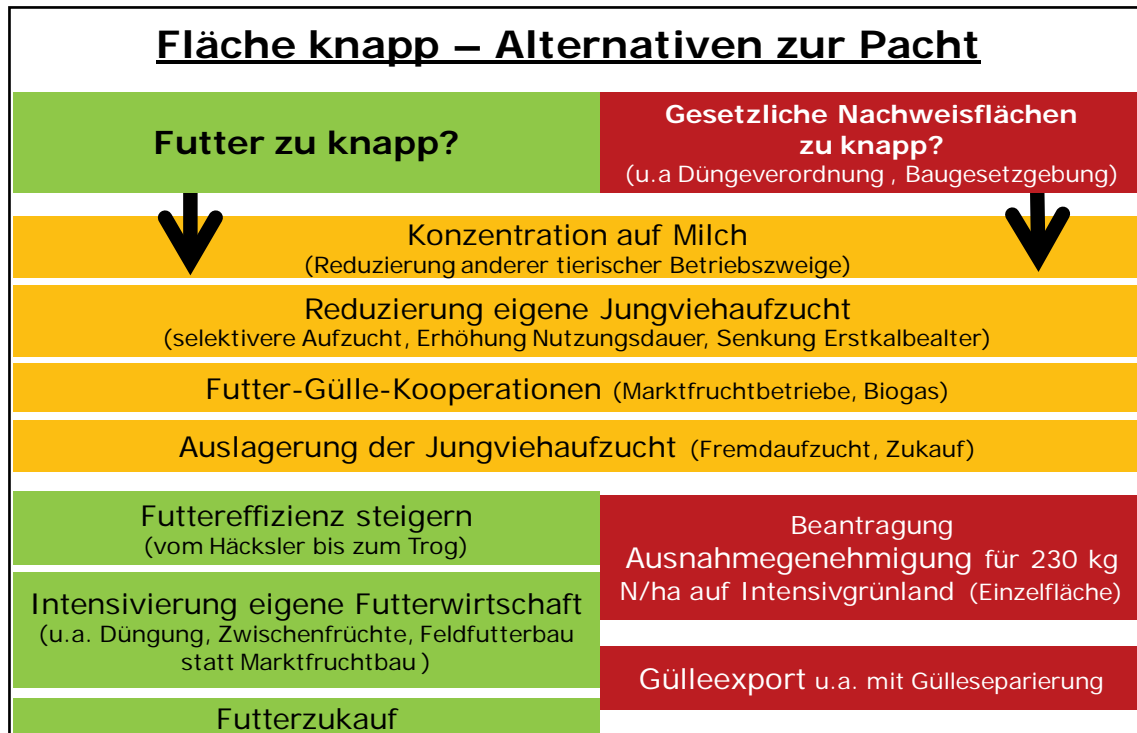 Fläche knapp – Alternativen zur Pacht
Futter zu knapp?
Gesetzliche Nachweisflächen
zu knapp?
(u.a Düngeverordnung , Baugesetzgebung)
Konzentration auf Milch
(Reduzierung anderer tierischer Betriebszweige)
Reduzierung eigene Jungviehaufzucht
(selektivere Aufzucht, Erhöhung Nutzungsdauer, Senkung Erstkalbealter)
Futter-Gülle-Kooperationen (Marktfruchtbetriebe, Biogas)
Auslagerung der Jungviehaufzucht (Fremdaufzucht, Zukauf)
Futtereffizienz steigern
(vom Häcksler bis zum Trog)
Intensivierung eigene Futterwirtschaft
(u.a. Düngung, Zwischenfrüchte, Feldfutterbau
statt Marktfruchtbau )
Futterzukauf
Beantragung
Ausnahmegenehmigung für 230 kg
N/ha auf Intensivgrünland (Einzelfläche)
Gülleexport u.a. mit Gülleseparierung